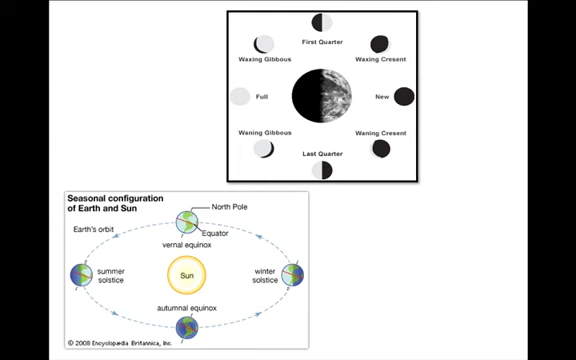 First Quarter
Waxing Gibbous
Waxing Cresent
Full
New
Waning Gibbous
Waning Cresent
Last Quarter
Seasonal configuration
of Earth and Sun
North Pole
Earth's orbit
Equator
vernal equinox
summer
solstice
Sun
winter
solstice
autumnal equinox
© 2008 Encyclopædia Britannica, Inc.